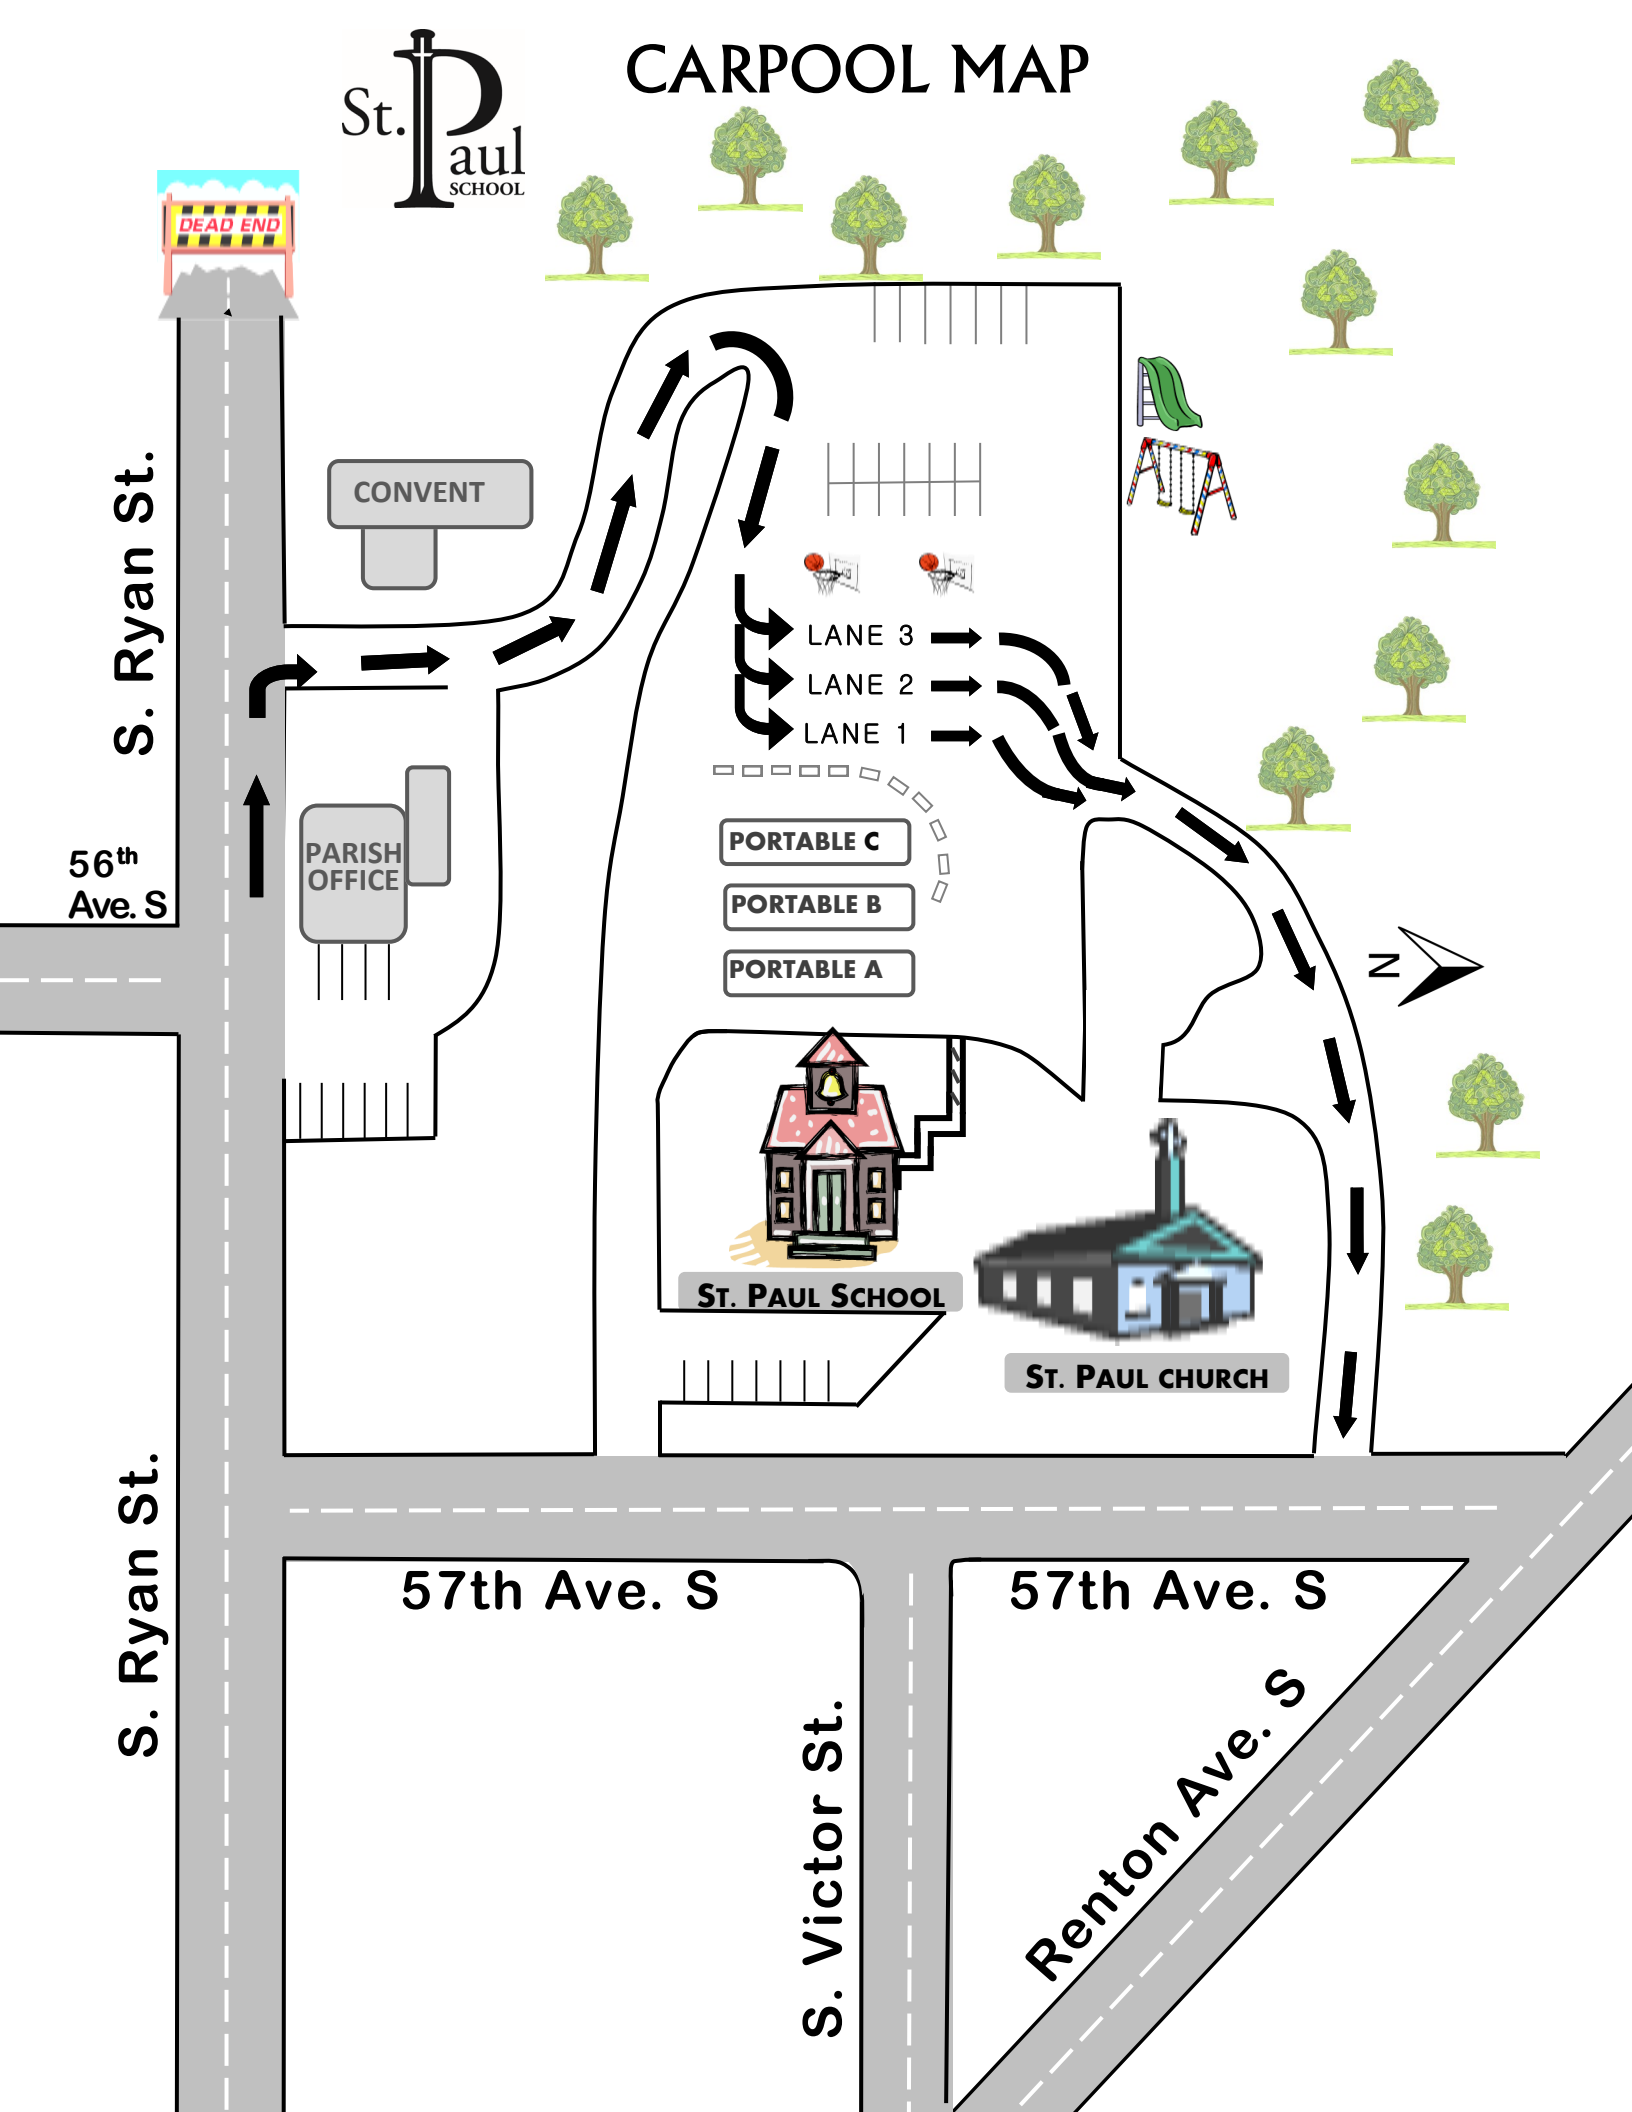 CARPOOL MAP
St. Paul
SCHOOL
DEAD END
S. Ryan St.
CONVENT
LANE 3
LANE 2
LANE 1
PARISH
OFFICE
56th
Ave. S
PORTABLE C
PORTABLE B
PORTABLE A
N
ST. PAUL SCHOOL
ST. PAUL CHURCH
S. Ryan St.
57th Ave. S
57th Ave. S
S. Victor St.
Renton Ave. S